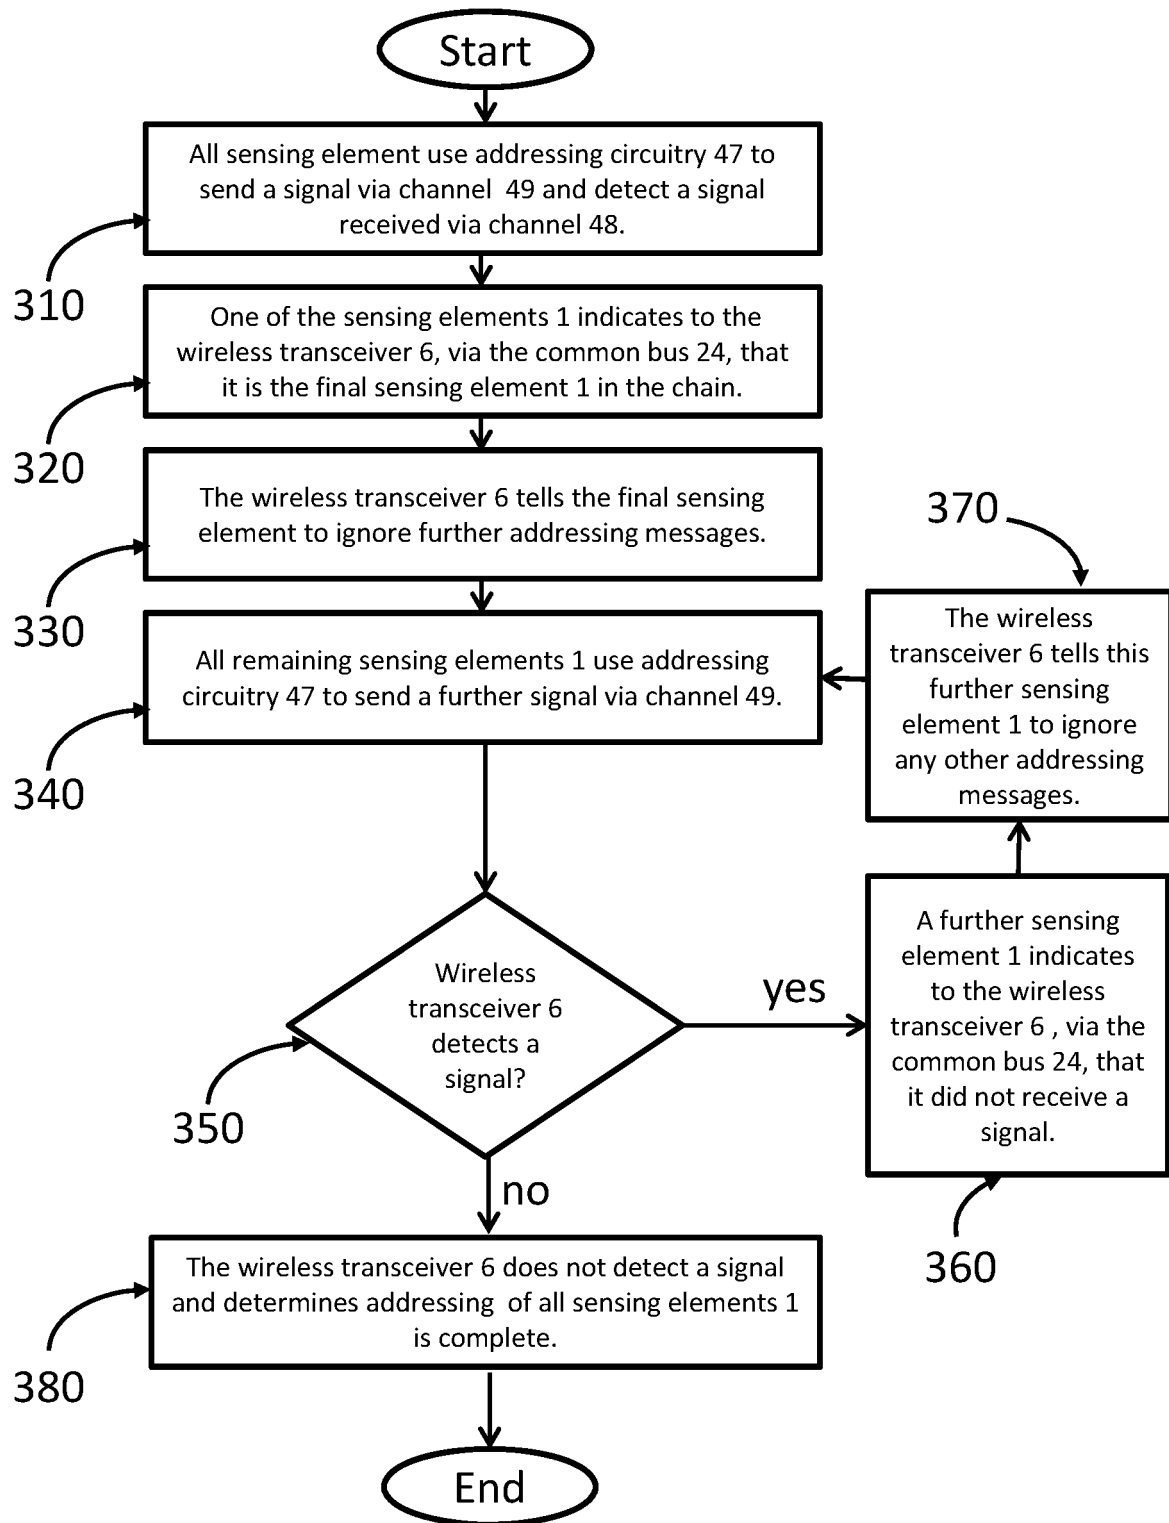 Start
All sensing element use addressing circuitry 47 to
send a signal via channel 49 and detect a signal
received via channel 48.
310
One of the sensing elements 1 indicates to the
wireless transceiver 6, via the common bus 24, that
it is the final sensing element 1 in the chain.
320
The wireless transceiver 6 tells the final sensing
element to ignore further addressing messages.
330
All remaining sensing elements 1 use addressing
circuitry 47 to send a further signal via channel 49.
340
370
The wireless
transceiver 6 tells this
further sensing
element 1 to ignore
any other addressing
messages.
Wireless
transceiver 6
detects a
signal?
350
yes
A further sensing
element 1 indicates
to the wireless
transceiver 6 , via the
common bus 24, that
it did not receive a
signal.
360
no
The wireless transceiver 6 does not detect a signal
and determines addressing of all sensing elements 1
is complete.
380
End